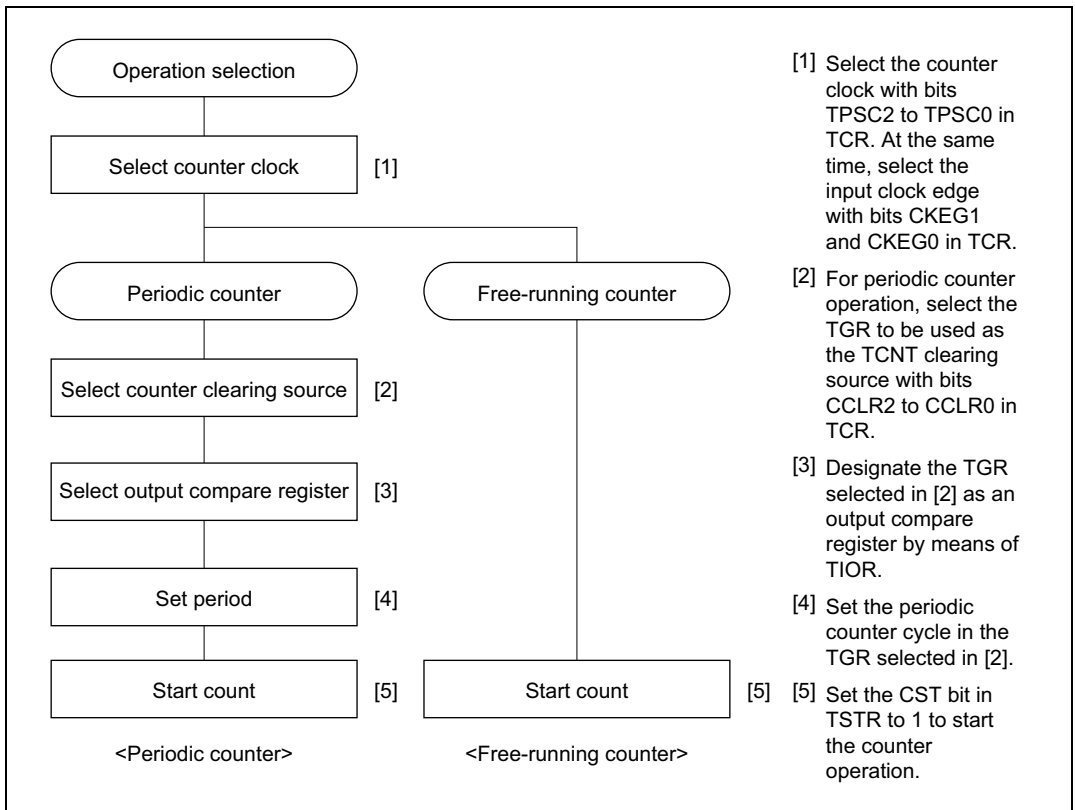 Operation selection
Select counter clock
[1]
Periodic counter
Free-running counter
Select counter clearing source
[2]
Select output compare register
[3]
Set period
[4]
Start count
[5]
Start count
[5]
<Periodic counter>
<Free-running counter>
[1] Select the counter
clock with bits
TPSC2 to TPSC0 in
TCR. At the same
time, select the
input clock edge
with bits CKEG1
and CKEG0 in TCR.
[2] For periodic counter
operation, select the
TGR to be used as
the TCNT clearing
source with bits
CCLR2 to CCLR0 in
TCR.
[3] Designate the TGR
selected in [2] as an
output compare
register by means of
TIOR.
[4] Set the periodic
counter cycle in the
TGR selected in [2].
[5] Set the CST bit in
TSTR to 1 to start
the counter
operation.